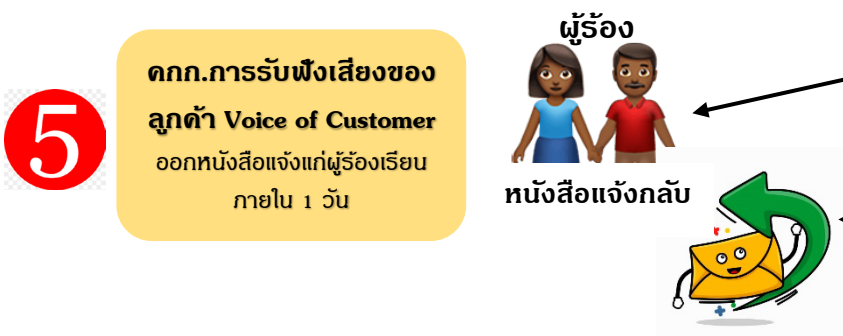 5
คกก.การรับฟังเสียงของ
ลูกค้า Voice of Customer
ออกหนังสือแจ้งแก่ผู้ร้องเรียน
ภายใน 1 วัน
ผู้ร้อง
หนังสือแจ้งกลับ